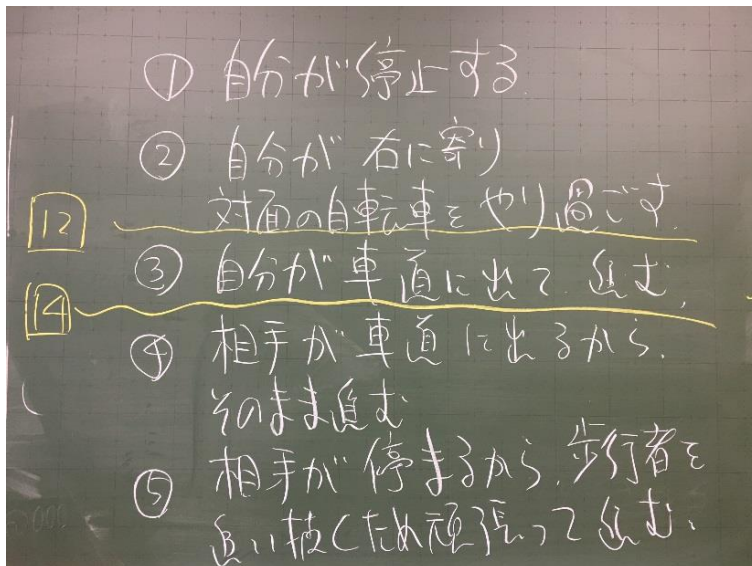 ① 自分が停止する.
② 自分が右に寄り
対面の自転車をやり過ごす.
12
③ 自分が車道に出て 進む.
14
④ 相手が車道に出るから.
そのまま進む
⑤ 相手が停まるから.歩行者を
追い抜くため頑張って進む.